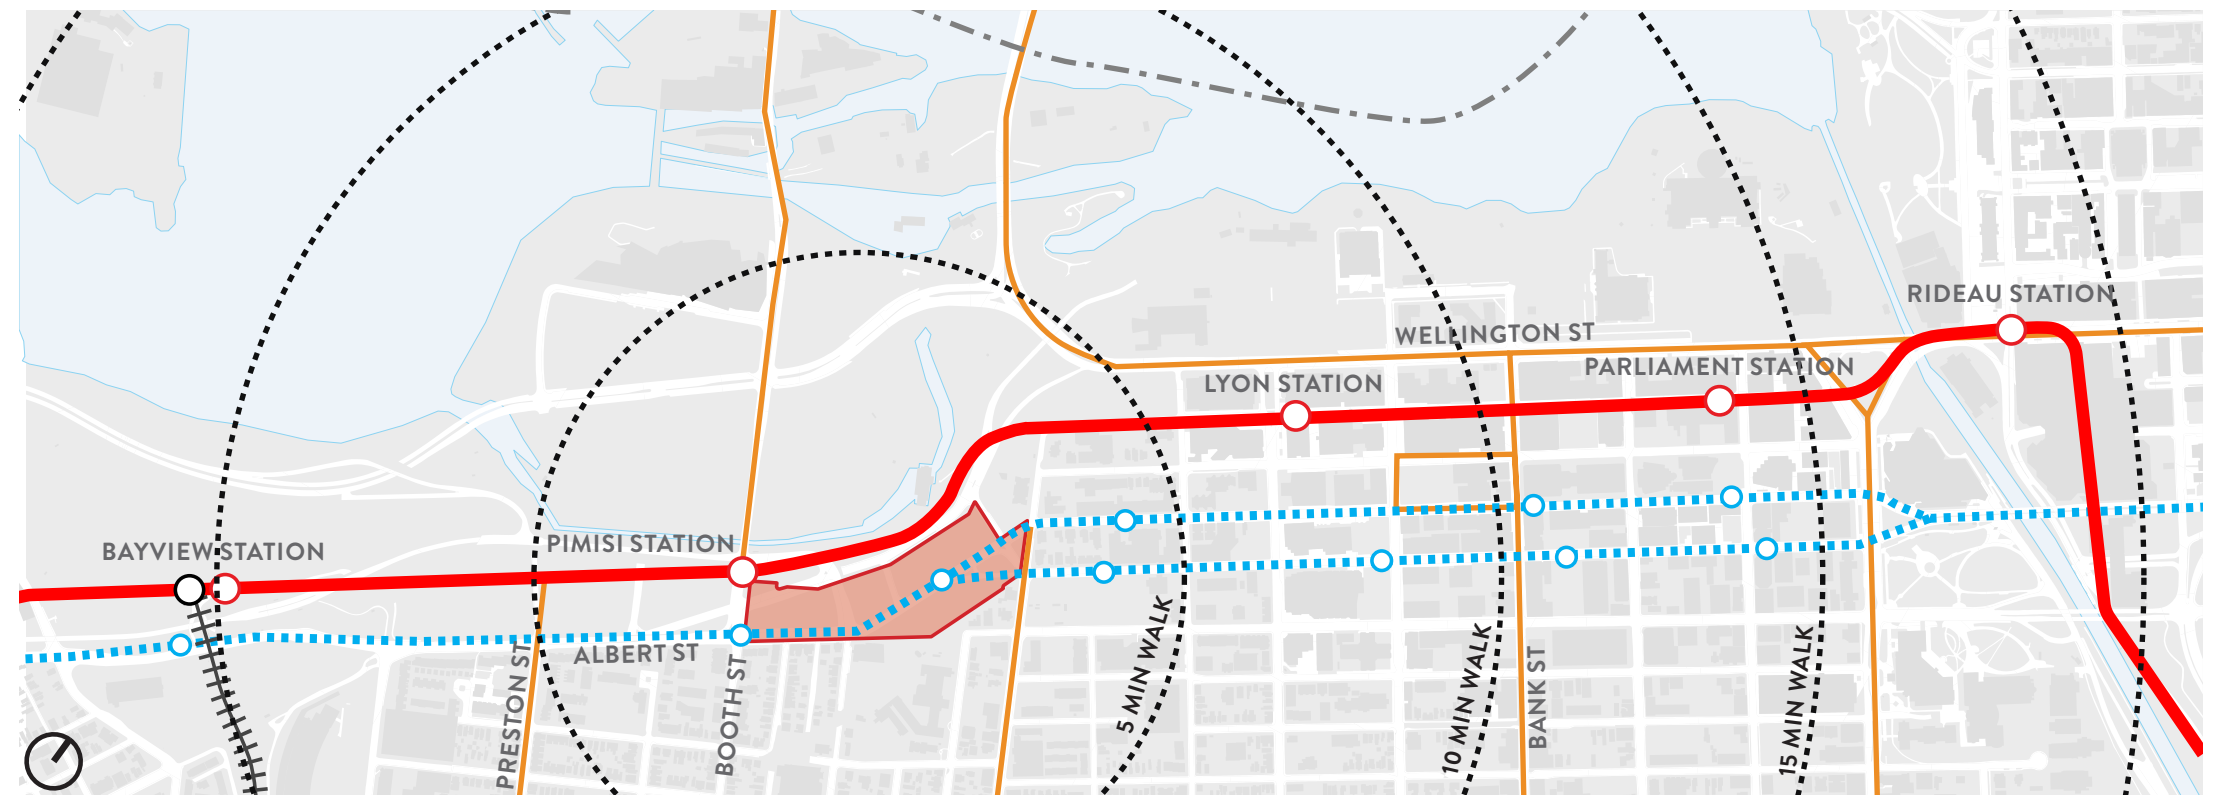 RIDEAU STATION
WELLINGTON ST
PARLIAMENT STATION
LYON STATION
BAYVIEW STATION
PIMISI STATION
ALBERT ST
PRESTON ST
BOOTH ST
5 MIN WALK
10 MIN WALK
BANK ST
15 MIN WALK